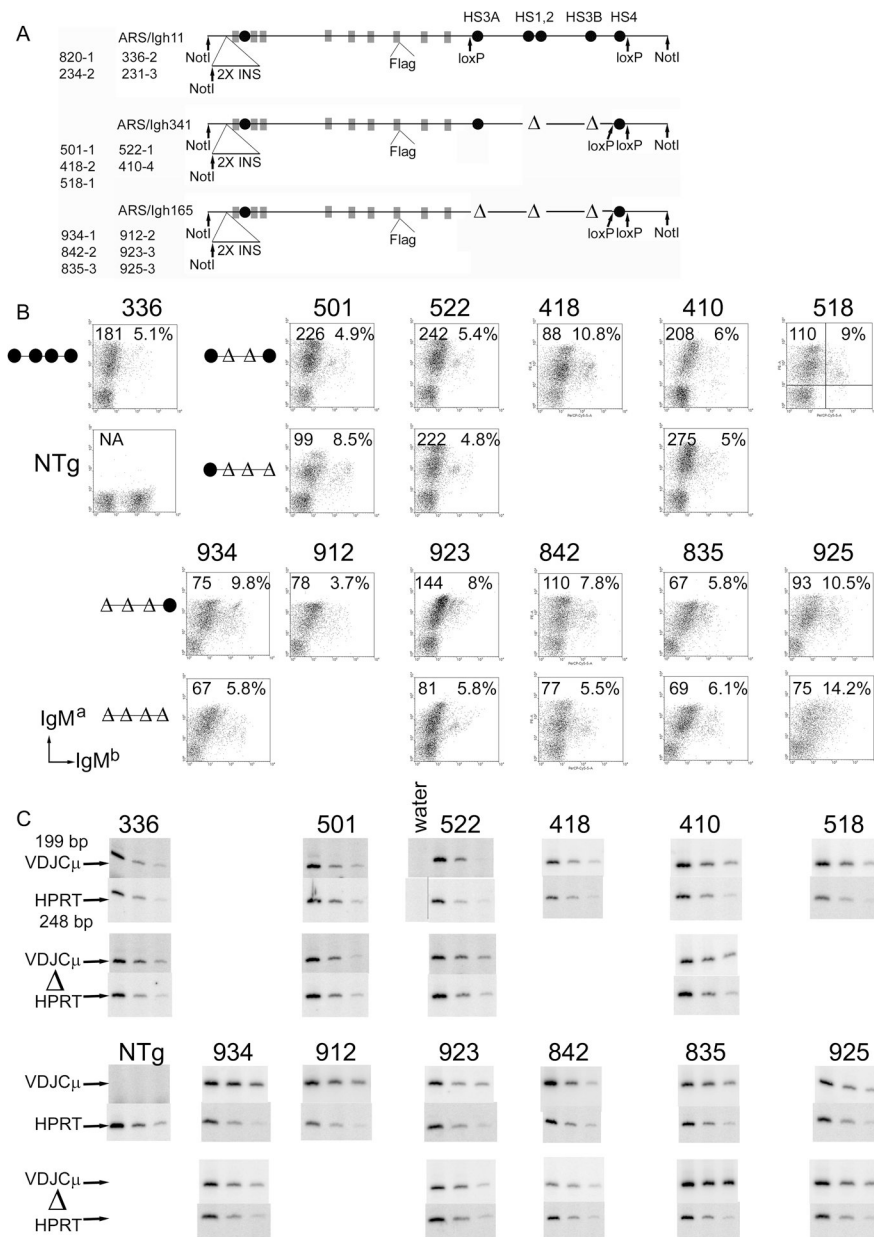 A
HS3A HS1,2 HS3B HS4
ARS/Igh11
820-1 336-2
234-2 231-3
NotI 2X INS Flag loxP loxP NotI
NotI
ARS/Igh341
501-1 522-1
418-2 410-4
518-1
NotI 2X INS Flag Δ Δ loxP loxP NotI
NotI
ARS/Igh165
934-1 912-2
842-2 923-3
835-3 925-3
NotI 2X INS Flag Δ Δ Δ loxP loxP NotI
NotI
B
336 501 522 418 410 518
181 5.1% Δ Δ 226 4.9% 242 5.4% 88 10.8% 208 6% 110 9%
NTg NA Δ Δ Δ 99 8.5% 222 4.8% 275 5%
934 912 923 842 835 925
Δ Δ Δ 75 9.8% 78 3.7% 144 8% 110 7.8% 67 5.8% 93 10.5%
Δ Δ Δ Δ 67 5.8% 81 5.8% 77 5.5% 69 6.1% 75 14.2%
IgMa
IgMb
C
336 501 water 522 418 410 518
199 bp
VDJCμ
HPRT
248 bp
VDJCμ
Δ
HPRT
NTg 934 912 923 842 835 925
VDJCμ
HPRT
VDJCμ
Δ
HPRT